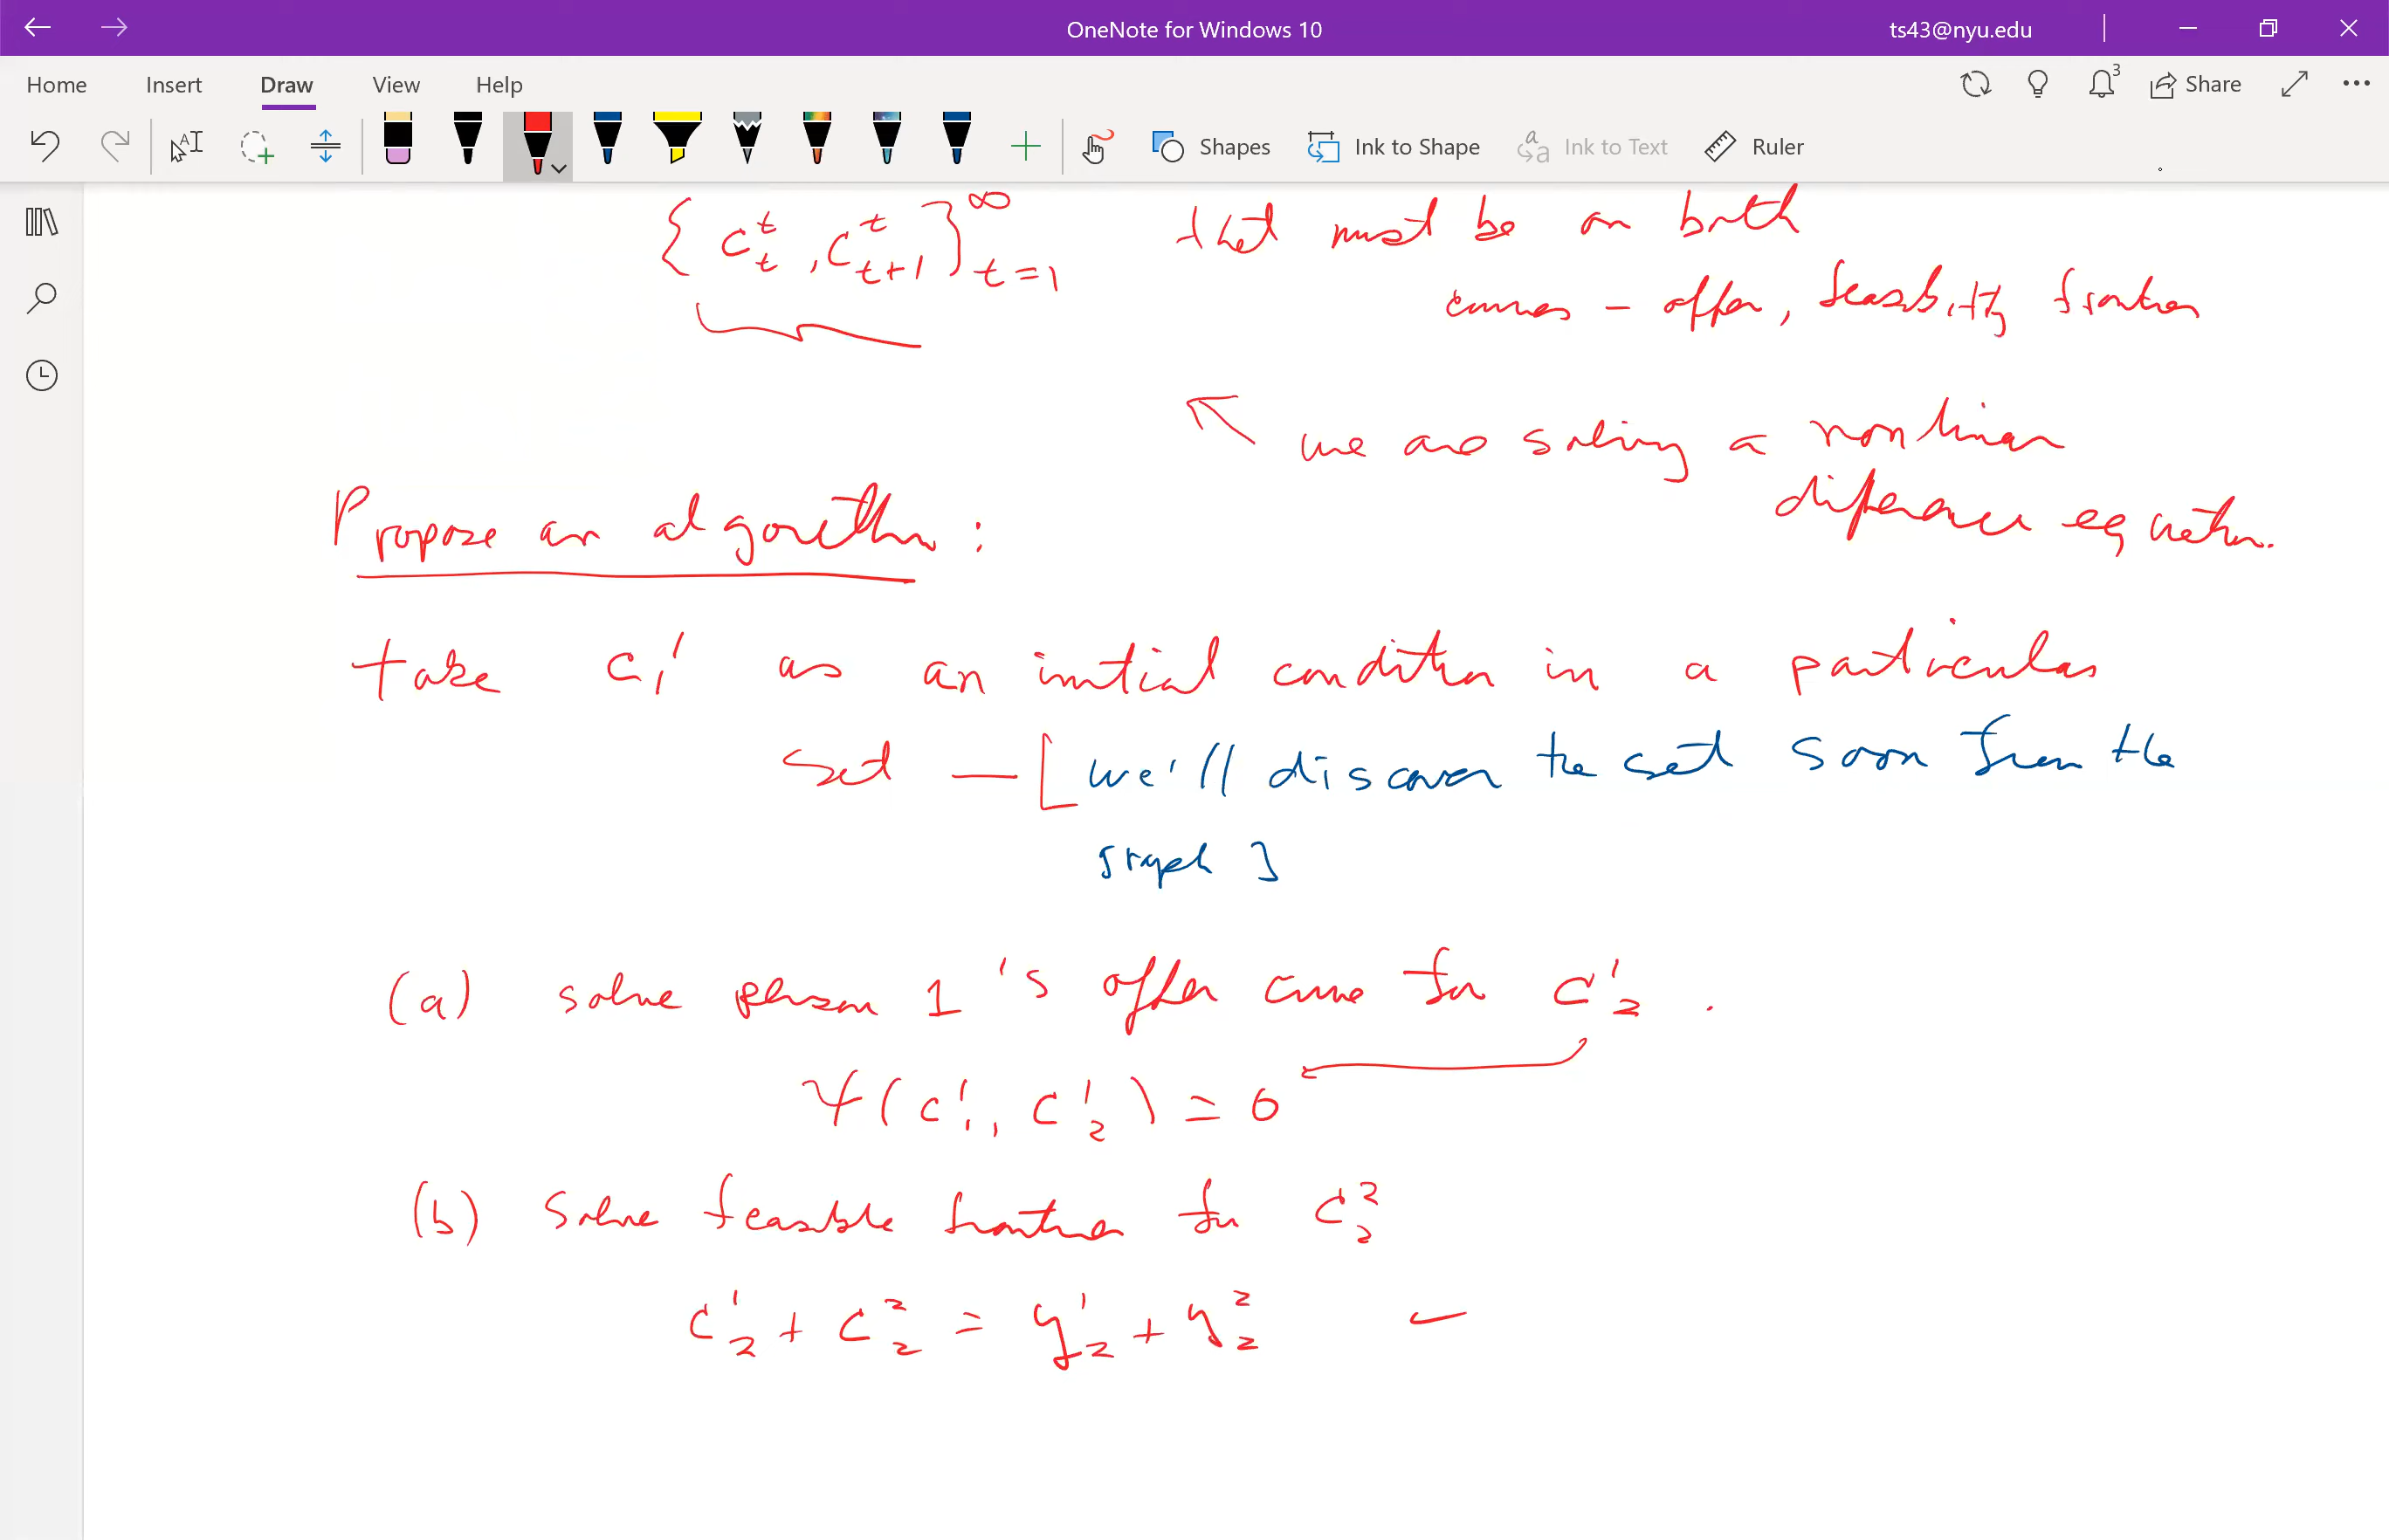 OneNote for Windows 10
ts43@nyu.edu
Home Insert Draw View Help
3 Share
Shapes Ink to Shape Ink to Text Ruler
{ c_t^t , c_{t+1}^t }_{t=1}^∞ that must be on both
curves – offer, feasibility frontier
we are solving a nonlinear
difference equation.
Propose an algorithm :
take c_1^1 as an initial condition in a particular
set — [ we'll discover the set soon from the
graph ]
(a) solve person 1's offer curve for c_2^1 .
Ψ( c_1^1, c_2^1 ) = 0
(b) Solve feasible frontier for c_2^2
c_2^1 + c_2^2 = y_2^1 + y_2^2